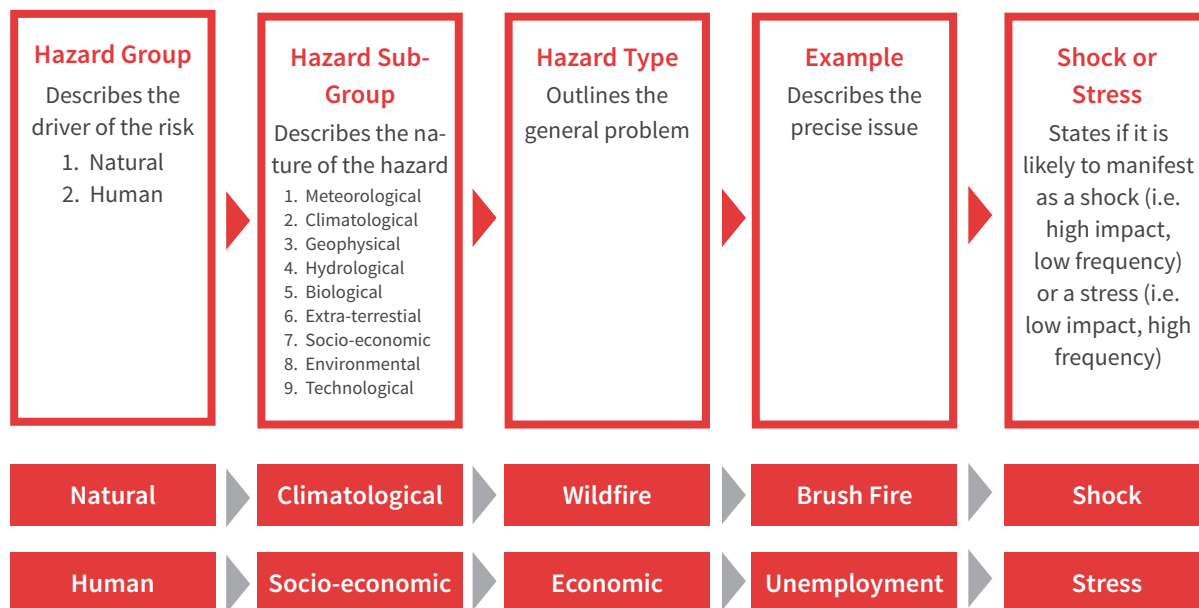 Hazard Group
Describes the
driver of the risk
1. Natural
2. Human
Hazard Sub-
Group
Describes the na-
ture of the hazard
1. Meteorological
2. Climatological
3. Geophysical
4. Hydrological
5. Biological
6. Extra-terrestial
7. Socio-economic
8. Environmental
9. Technological
Hazard Type
Outlines the
general problem
Example
Describes the
precise issue
Shock or
Stress
States if it is
likely to manifest
as a shock (i.e.
high impact,
low frequency)
or a stress (i.e.
low impact, high
frequency)
Natural
Climatological
Wildfire
Brush Fire
Shock
Human
Socio-economic
Economic
Unemployment
Stress